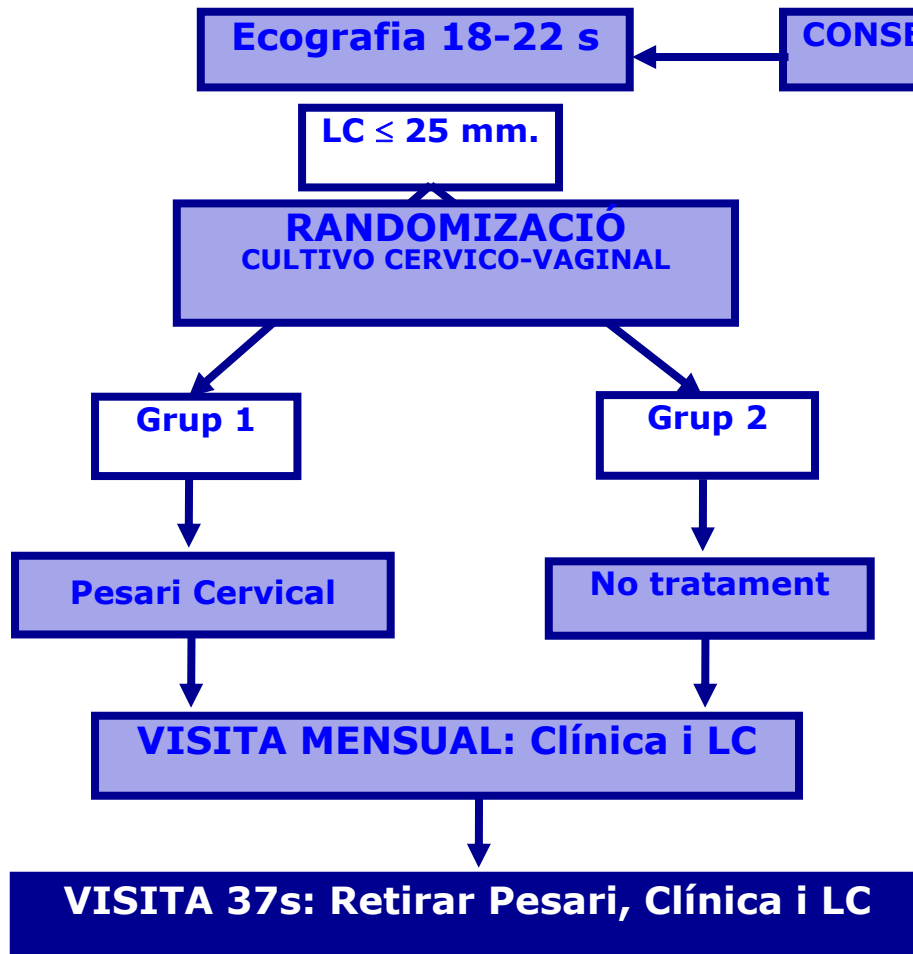 Ecografia 18-22 s
LC ≤ 25 mm.
RANDOMIZACIÓ
CULTIVO CERVICO-VAGINAL
Grup 1
Grup 2
Pesari Cervical
No tratament
VISITA MENSUAL: Clínica i LC
VISITA 37s: Retirar Pesari, Clínica i LC